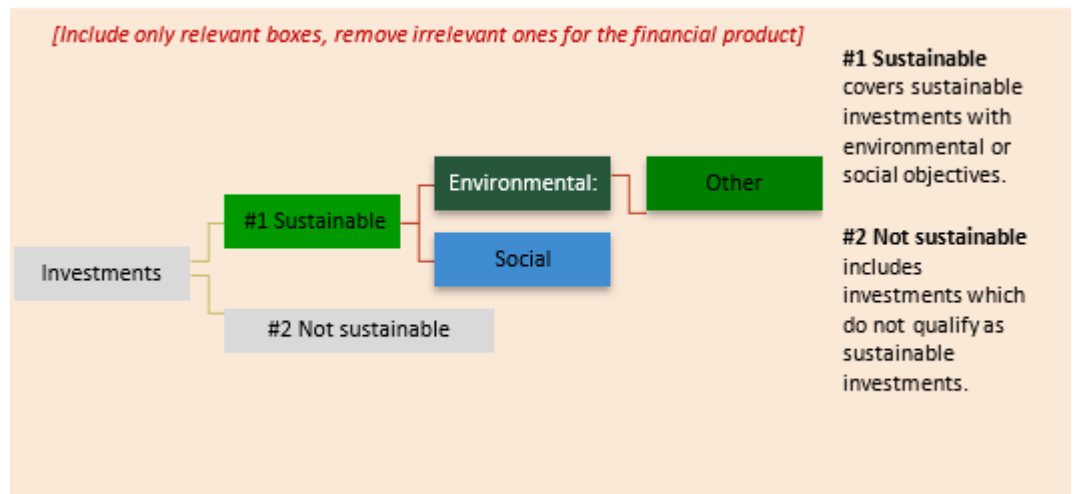 [Include only relevant boxes, remove irrelevant ones for the financial product]
#1 Sustainable
covers sustainable
investments with
environmental or
social objectives.
Environmental:
Other
#1 Sustainable
Social
Investments
#2 Not sustainable
#2 Not sustainable
includes
investments which
do not qualify as
sustainable
investments.